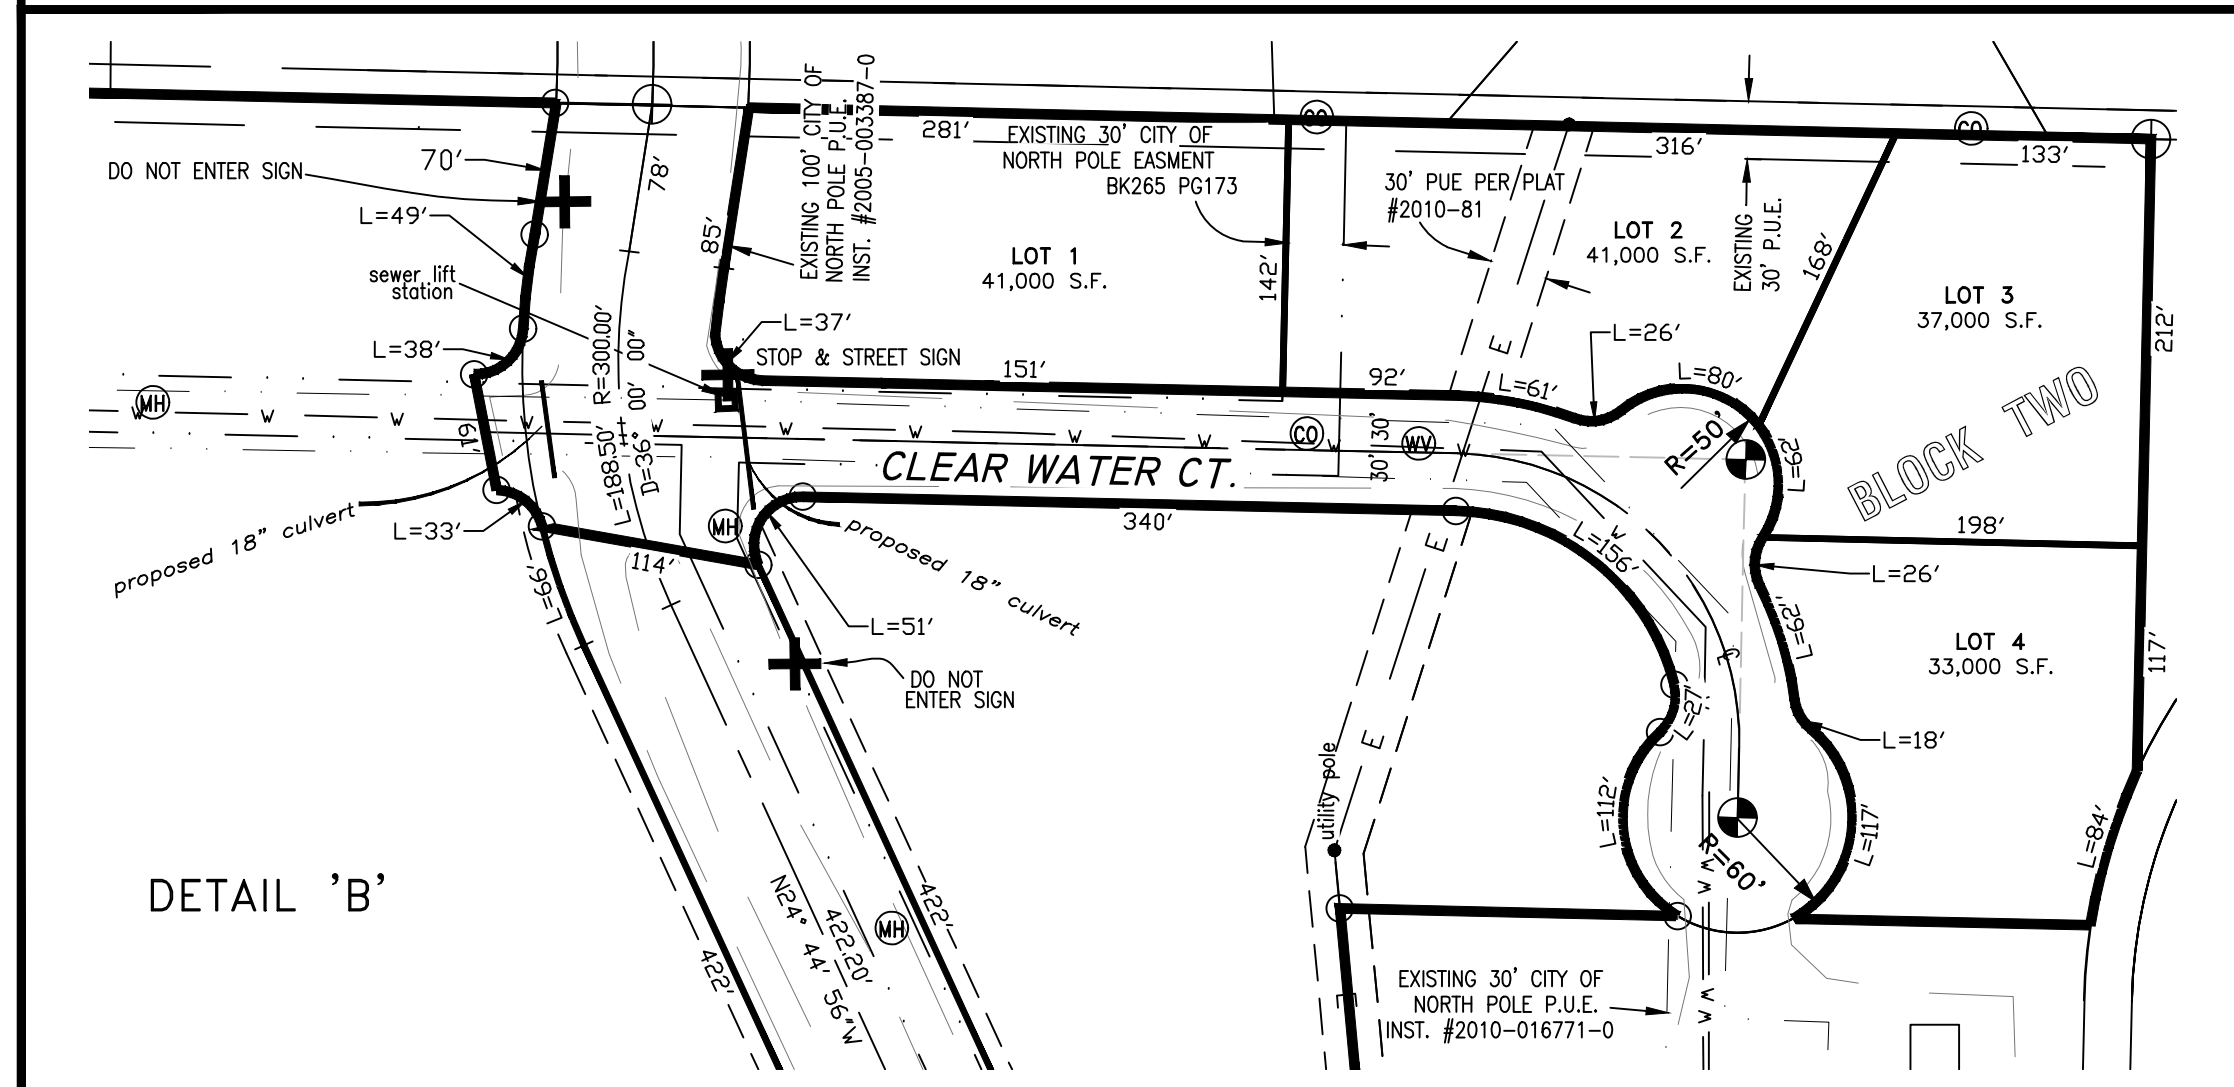 EXISTING 100' CITY OF
NORTH POLE P.U.E.
INST. #2005-003387-0
281'
EXISTING 30' CITY OF
NORTH POLE EASMENT
BK265 PG173
CO
316'
CO
133'
DO NOT ENTER SIGN
70'
78'
L=49'
85'
30' PUE PER PLAT
#2010-81
LOT 1
41,000 S.F.
142'
LOT 2
41,000 S.F.
EXISTING
30' P.U.E.
168'
LOT 3
37,000 S.F.
212'
sewer lift
station
R=300.00'
L=188.50'
D=36° 00' 00"
L=37'
STOP & STREET SIGN
L=38'
151'
92'
L=61'
L=26'
L=80'
E
MH
W W W W W W W W W W W
61'
CO
30' 30'
WV
R=50'
L=62'
BLOCK TWO
CLEAR WATER CT.
proposed 18" culvert
L=33'
MH
114'
340'
E
L=156'
W
198'
L=26'
proposed 18" culvert
L=66'
L=51'
L=62'
LOT 4
33,000 S.F.
117'
DO NOT
ENTER SIGN
L=27'
L=18'
E
utility pole
L=112'
R=60'
L=117'
L=84'
DETAIL 'B'
422'
N24° 44' 56"W
422.20'
MH
422'
W W
EXISTING 30' CITY OF
NORTH POLE P.U.E.
INST. #2010-016771-0
E
W W